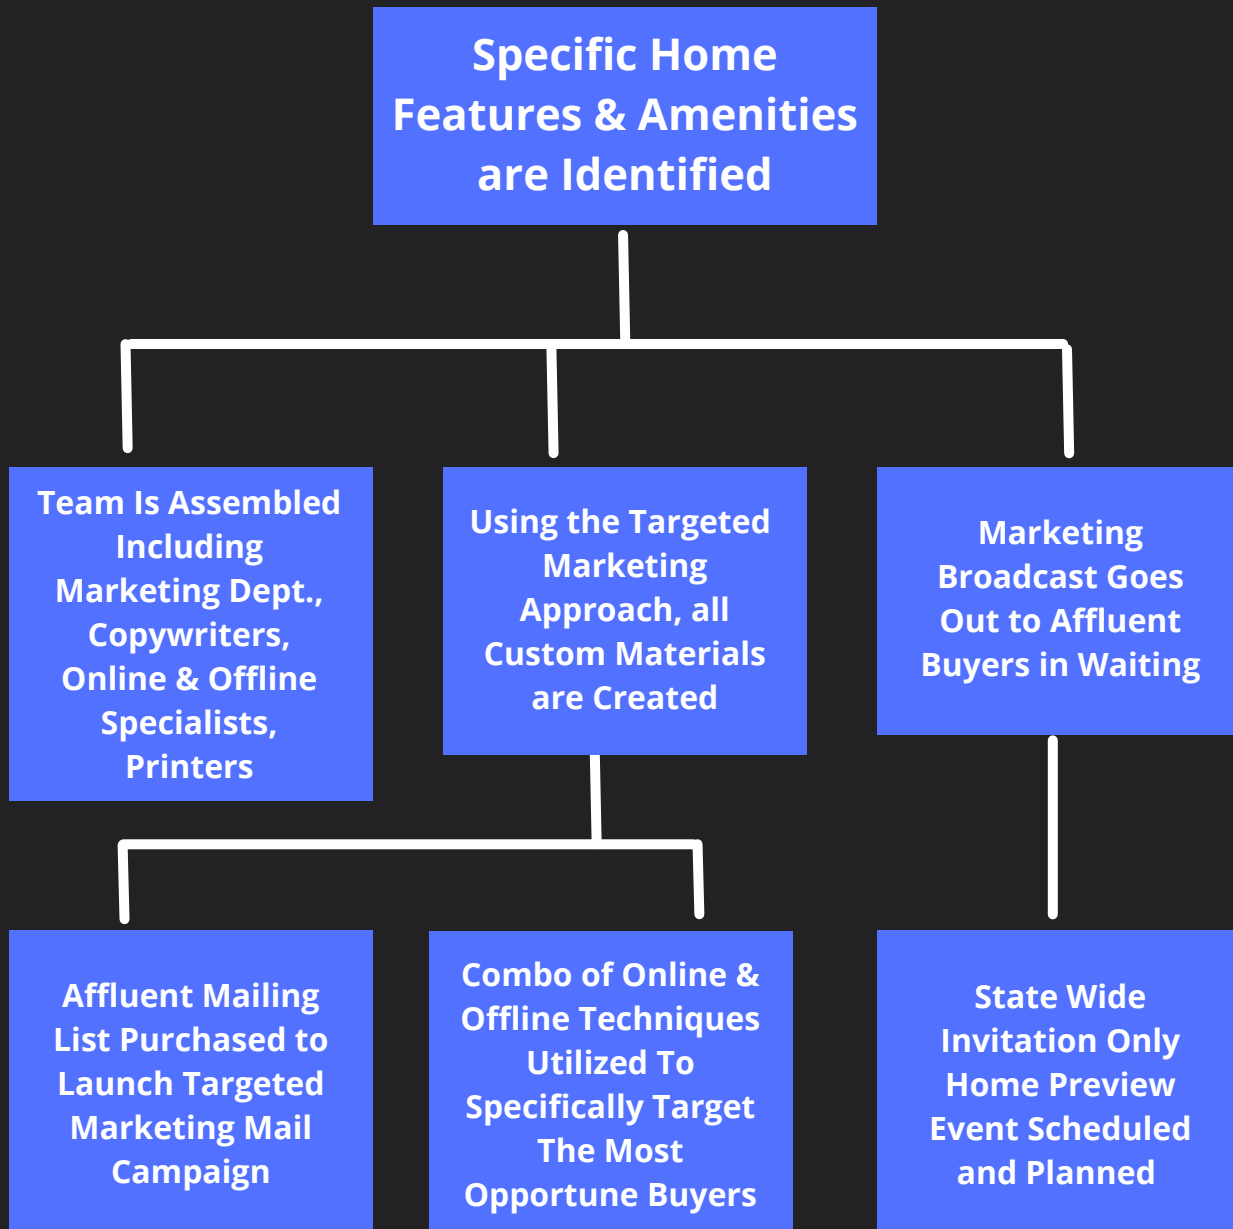 Specific Home
Features & Amenities
are Identified
Team Is Assembled
Including
Marketing Dept.,
Copywriters,
Online & Offline
Specialists,
Printers
Using the Targeted
Marketing
Approach, all
Custom Materials
are Created
Marketing
Broadcast Goes
Out to Affluent
Buyers in Waiting
Affluent Mailing
List Purchased to
Launch Targeted
Marketing Mail
Campaign
Combo of Online &
Offline Techniques
Utilized To
Specifically Target
The Most
Opportune Buyers
State Wide
Invitation Only
Home Preview
Event Scheduled
and Planned